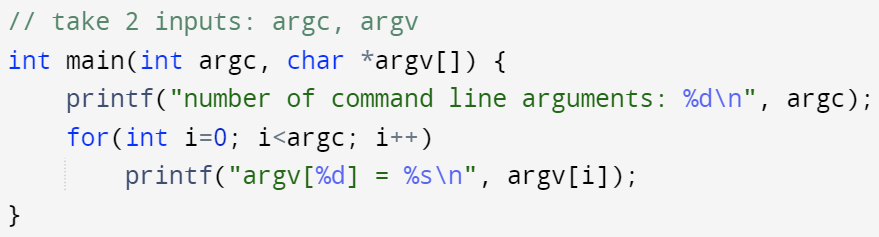 // take 2 inputs: argc, argv
int main(int argc, char *argv[]) {
    printf("number of command line arguments: %d\n", argc);
    for(int i=0; i<argc; i++)
        printf("argv[%d] = %s\n", argv[i]);
}